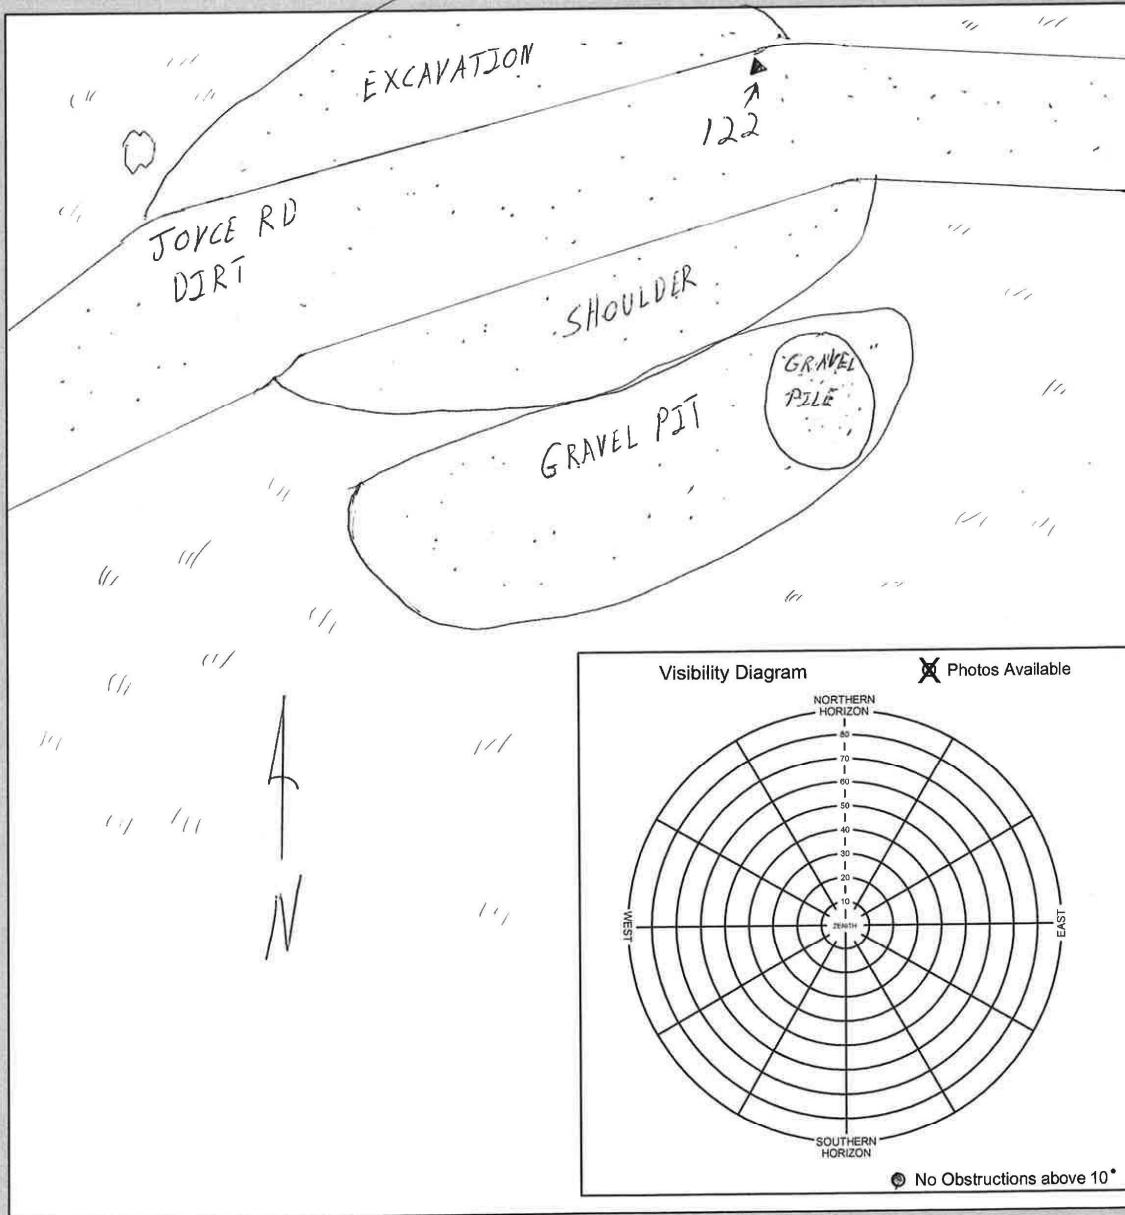 EXCAVATION
122
JOYCE RD
DIRT
SHOULDER
"GRAVEL"
PILE
GRAVEL PIT
N
Visibility Diagram
Photos Available
NORTHERN
HORIZON
80
70
60
50
40
30
20
10
ZENITH
WEST
EAST
SOUTHERN
HORIZON
No Obstructions above 10°